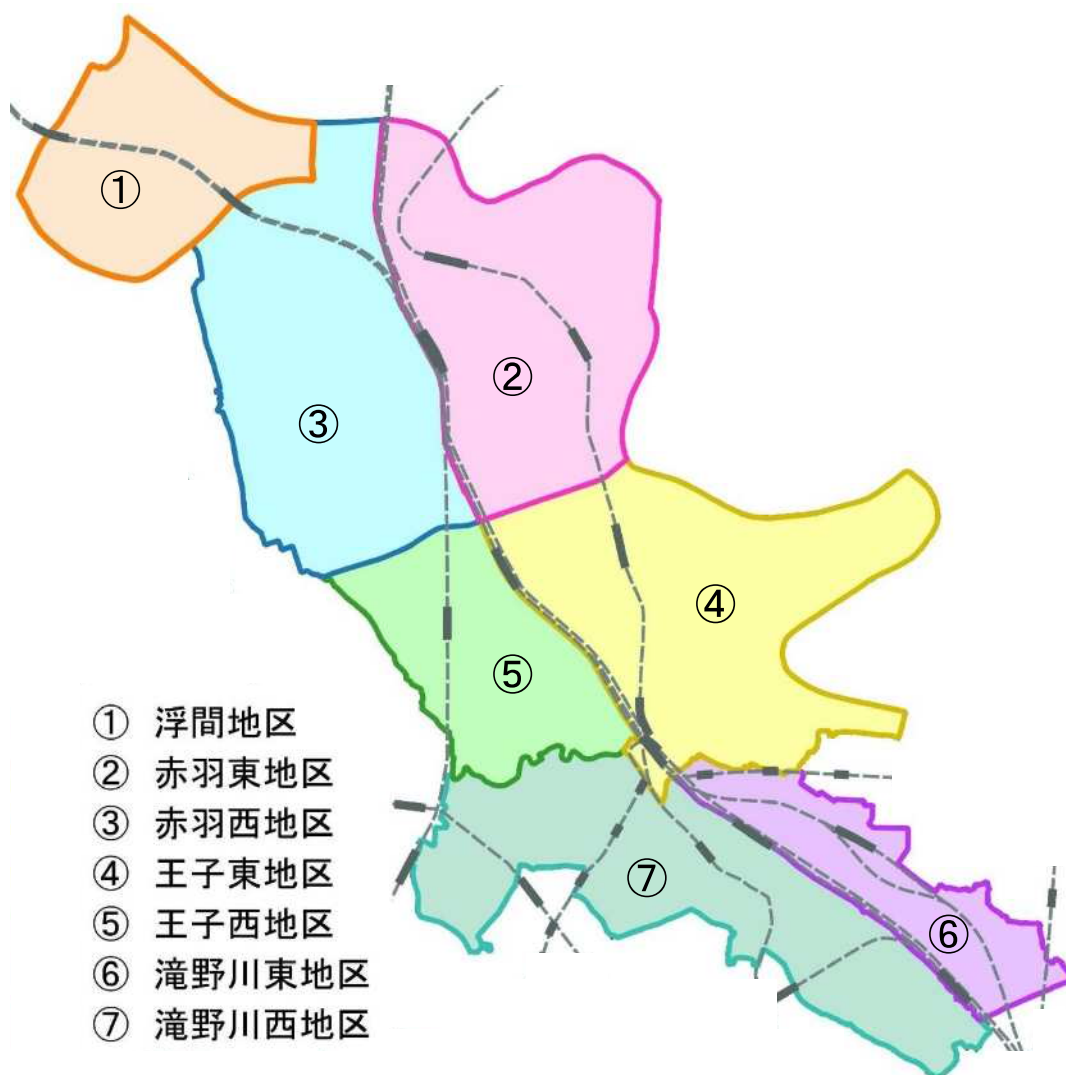 ①
②
③
④
⑤
⑥
⑦
① 浮間地区
② 赤羽東地区
③ 赤羽西地区
④ 王子東地区
⑤ 王子西地区
⑥ 滝野川東地区
⑦ 滝野川西地区